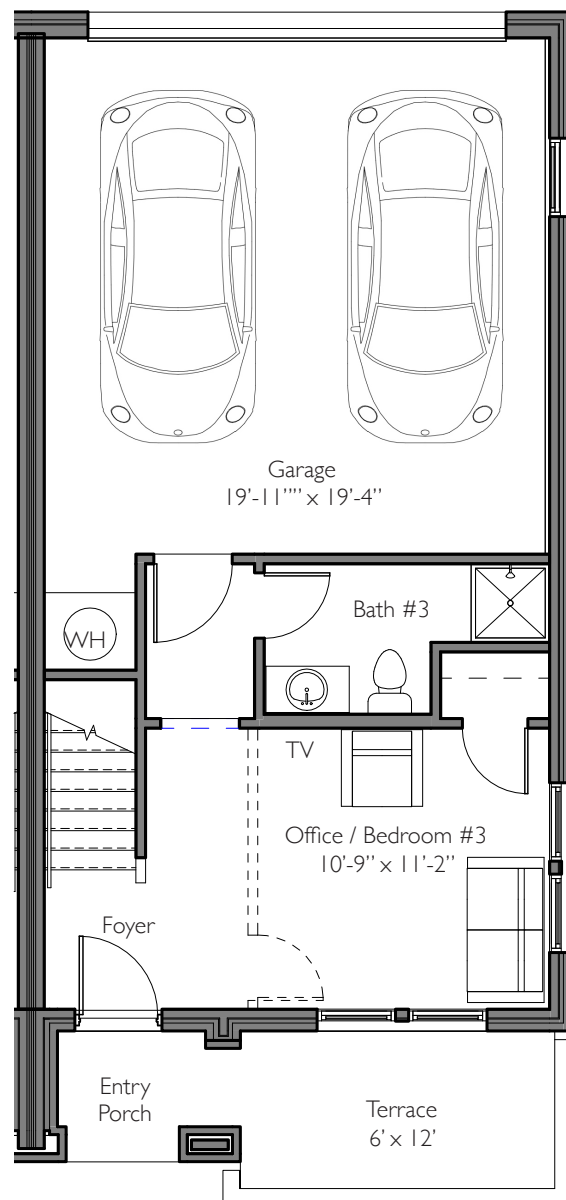 Garage
19’-11”” x 19’-4”
Bath #3
WH
TV
Office / Bedroom #3
10’-9” x 11’-2”
Foyer
Entry
Porch
Terrace
6’ x 12’